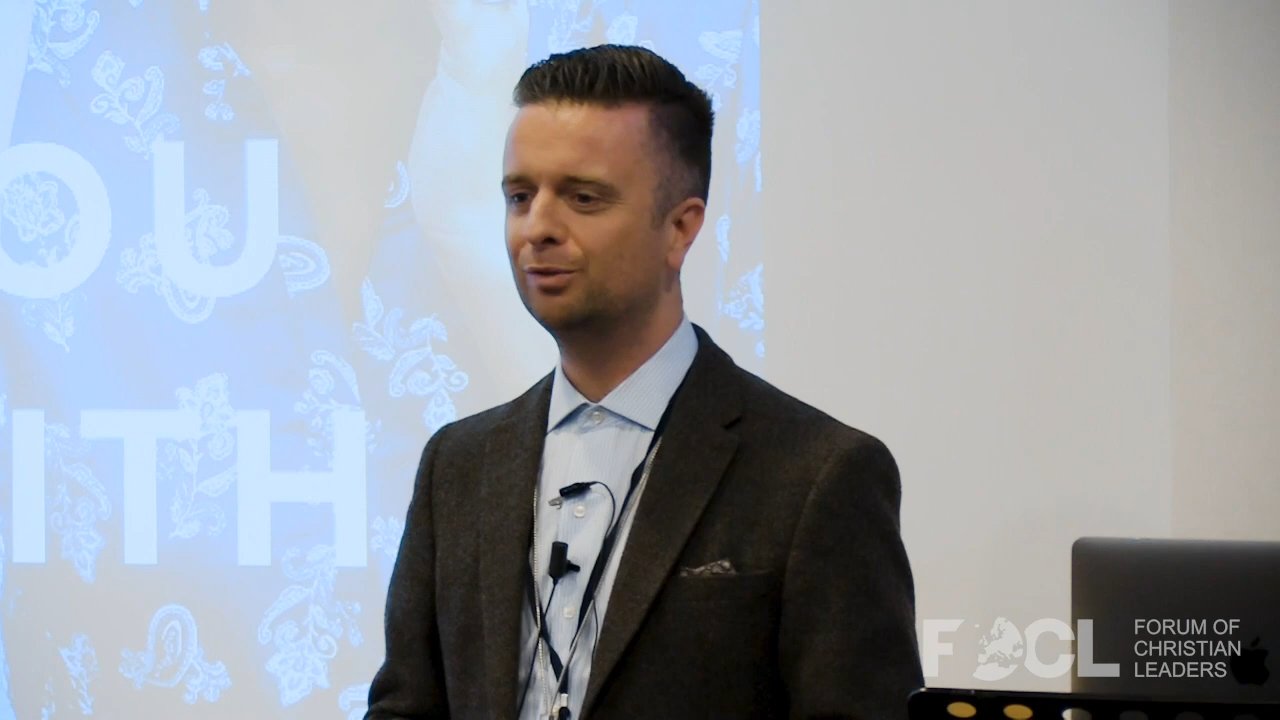 OU
ITH
FOCL
FORUM OF
CHRISTIAN
LEADERS